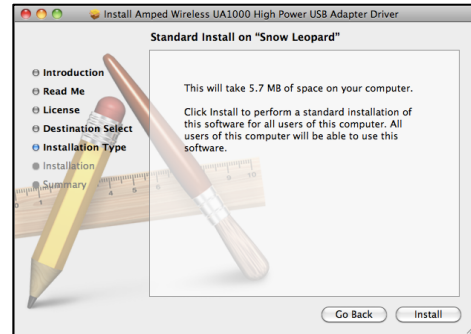 Install Amped Wireless UA1000 High Power USB Adapter Driver
Standard Install on “Snow Leopard”
Introduction
Read Me
License
Destination Select
Installation Type
Installation
Summary
This will take 5.7 MB of space on your computer.
Click Install to perform a standard installation of
this software for all users of this computer. All
users of this computer will be able to use this
software.
Go Back
Install